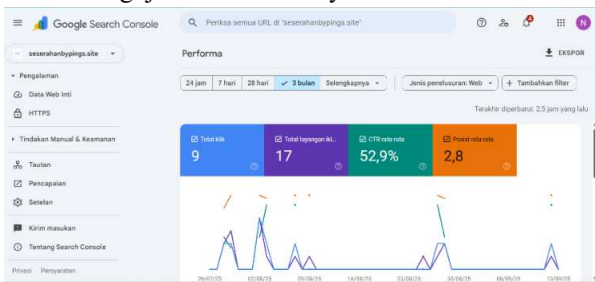 Google Search Console
Periksa semua URL di 'seserahanbypings.site'
N
seserahanbypings.site
Performa
EKSPOR
Pengalaman
Data Web Inti
HTTPS
24 jam 7 hari 28 hari 3 bulan Selengkapnya
Jenis penelusuran: Web
+ Tambahkan filter
Terakhir diperbarui: 2,5 jam yang lalu
Tindakan Manual & Keamanan
Tautan
Pencapaian
Setelan
Total klik
9
Total tayangan ikl...
17
CTR rata-rata
52,9%
Posisi rata-rata
2,8
Kirim masukan
Tentang Search Console
Privasi Persyaratan
26/07/25 02/08/25 09/08/25 16/08/25 23/08/25 30/08/25 06/09/25 13/09/25